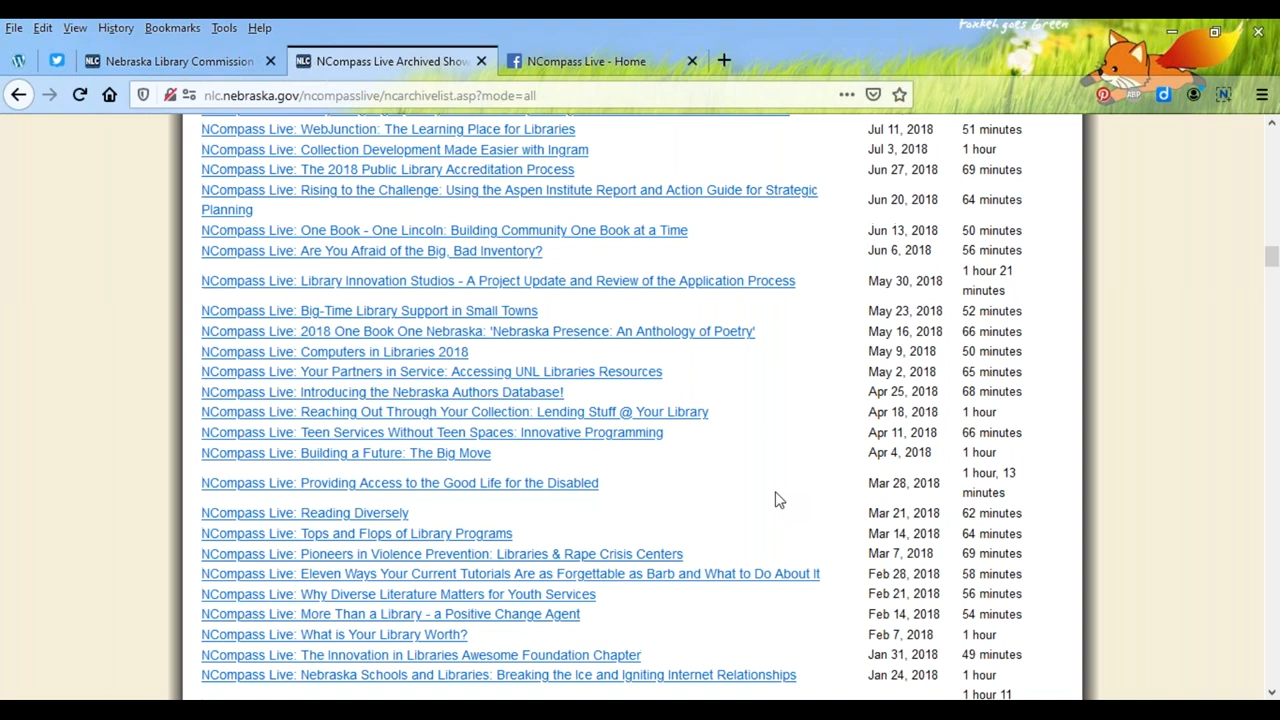 Foxkeh goes Green
File Edit View History Bookmarks Tools Help
Nebraska Library Commission
NCompass Live Archived Show
NCompass Live - Home
nlc.nebraska.gov/ncompasslive/ncarchivelist.asp?mode=all
ABP
NCompass Live: WebJunction: The Learning Place for Libraries Jul 11, 2018 51 minutes
NCompass Live: Collection Development Made Easier with Ingram Jul 3, 2018 1 hour
NCompass Live: The 2018 Public Library Accreditation Process Jun 27, 2018 69 minutes
NCompass Live: Rising to the Challenge: Using the Aspen Institute Report and Action Guide for Strategic
Planning Jun 20, 2018 64 minutes
NCompass Live: One Book - One Lincoln: Building Community One Book at a Time Jun 13, 2018 50 minutes
NCompass Live: Are You Afraid of the Big, Bad Inventory? Jun 6, 2018 56 minutes
NCompass Live: Library Innovation Studios - A Project Update and Review of the Application Process May 30, 2018 1 hour 21
minutes
NCompass Live: Big-Time Library Support in Small Towns May 23, 2018 52 minutes
NCompass Live: 2018 One Book One Nebraska: 'Nebraska Presence: An Anthology of Poetry' May 16, 2018 66 minutes
NCompass Live: Computers in Libraries 2018 May 9, 2018 50 minutes
NCompass Live: Your Partners in Service: Accessing UNL Libraries Resources May 2, 2018 65 minutes
NCompass Live: Introducing the Nebraska Authors Database! Apr 25, 2018 68 minutes
NCompass Live: Reaching Out Through Your Collection: Lending Stuff @ Your Library Apr 18, 2018 1 hour
NCompass Live: Teen Services Without Teen Spaces: Innovative Programming Apr 11, 2018 66 minutes
NCompass Live: Building a Future: The Big Move Apr 4, 2018 1 hour
NCompass Live: Providing Access to the Good Life for the Disabled Mar 28, 2018 1 hour, 13
minutes
NCompass Live: Reading Diversely Mar 21, 2018 62 minutes
NCompass Live: Tops and Flops of Library Programs Mar 14, 2018 64 minutes
NCompass Live: Pioneers in Violence Prevention: Libraries & Rape Crisis Centers Mar 7, 2018 69 minutes
NCompass Live: Eleven Ways Your Current Tutorials Are as Forgettable as Barb and What to Do About It Feb 28, 2018 58 minutes
NCompass Live: Why Diverse Literature Matters for Youth Services Feb 21, 2018 56 minutes
NCompass Live: More Than a Library - a Positive Change Agent Feb 14, 2018 54 minutes
NCompass Live: What is Your Library Worth? Feb 7, 2018 1 hour
NCompass Live: The Innovation in Libraries Awesome Foundation Chapter Jan 31, 2018 49 minutes
NCompass Live: Nebraska Schools and Libraries: Breaking the Ice and Igniting Internet Relationships Jan 24, 2018 1 hour
1 hour 11